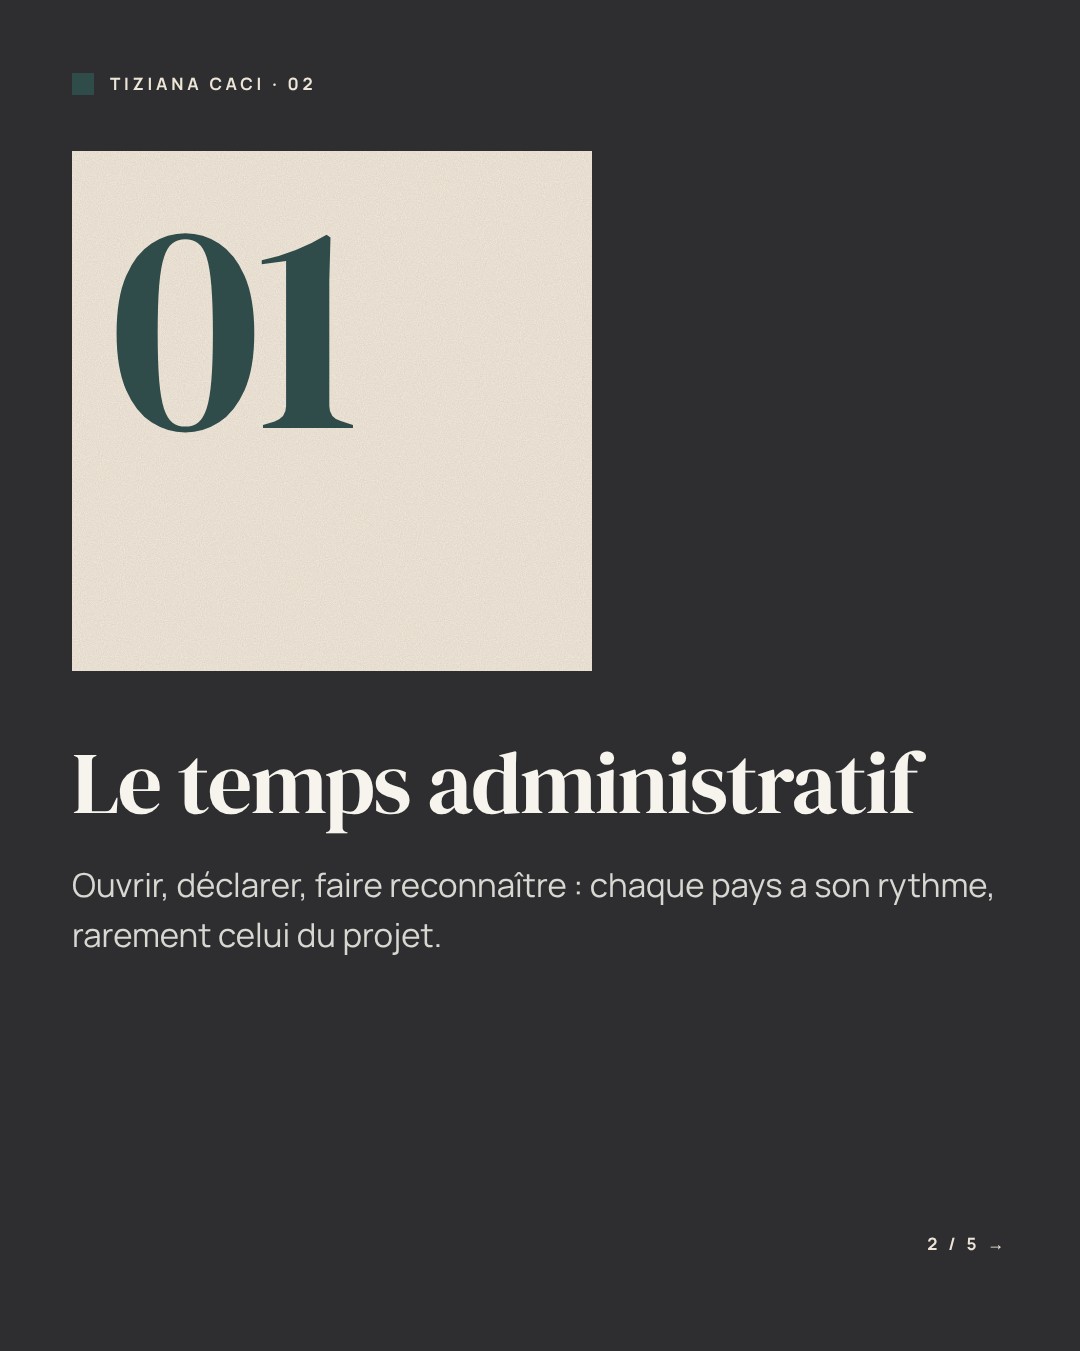 TIZIANA CACI · 02
01
Le temps administratif
Ouvrir, déclarer, faire reconnaître : chaque pays a son rythme,
rarement celui du projet.
2 / 5 →